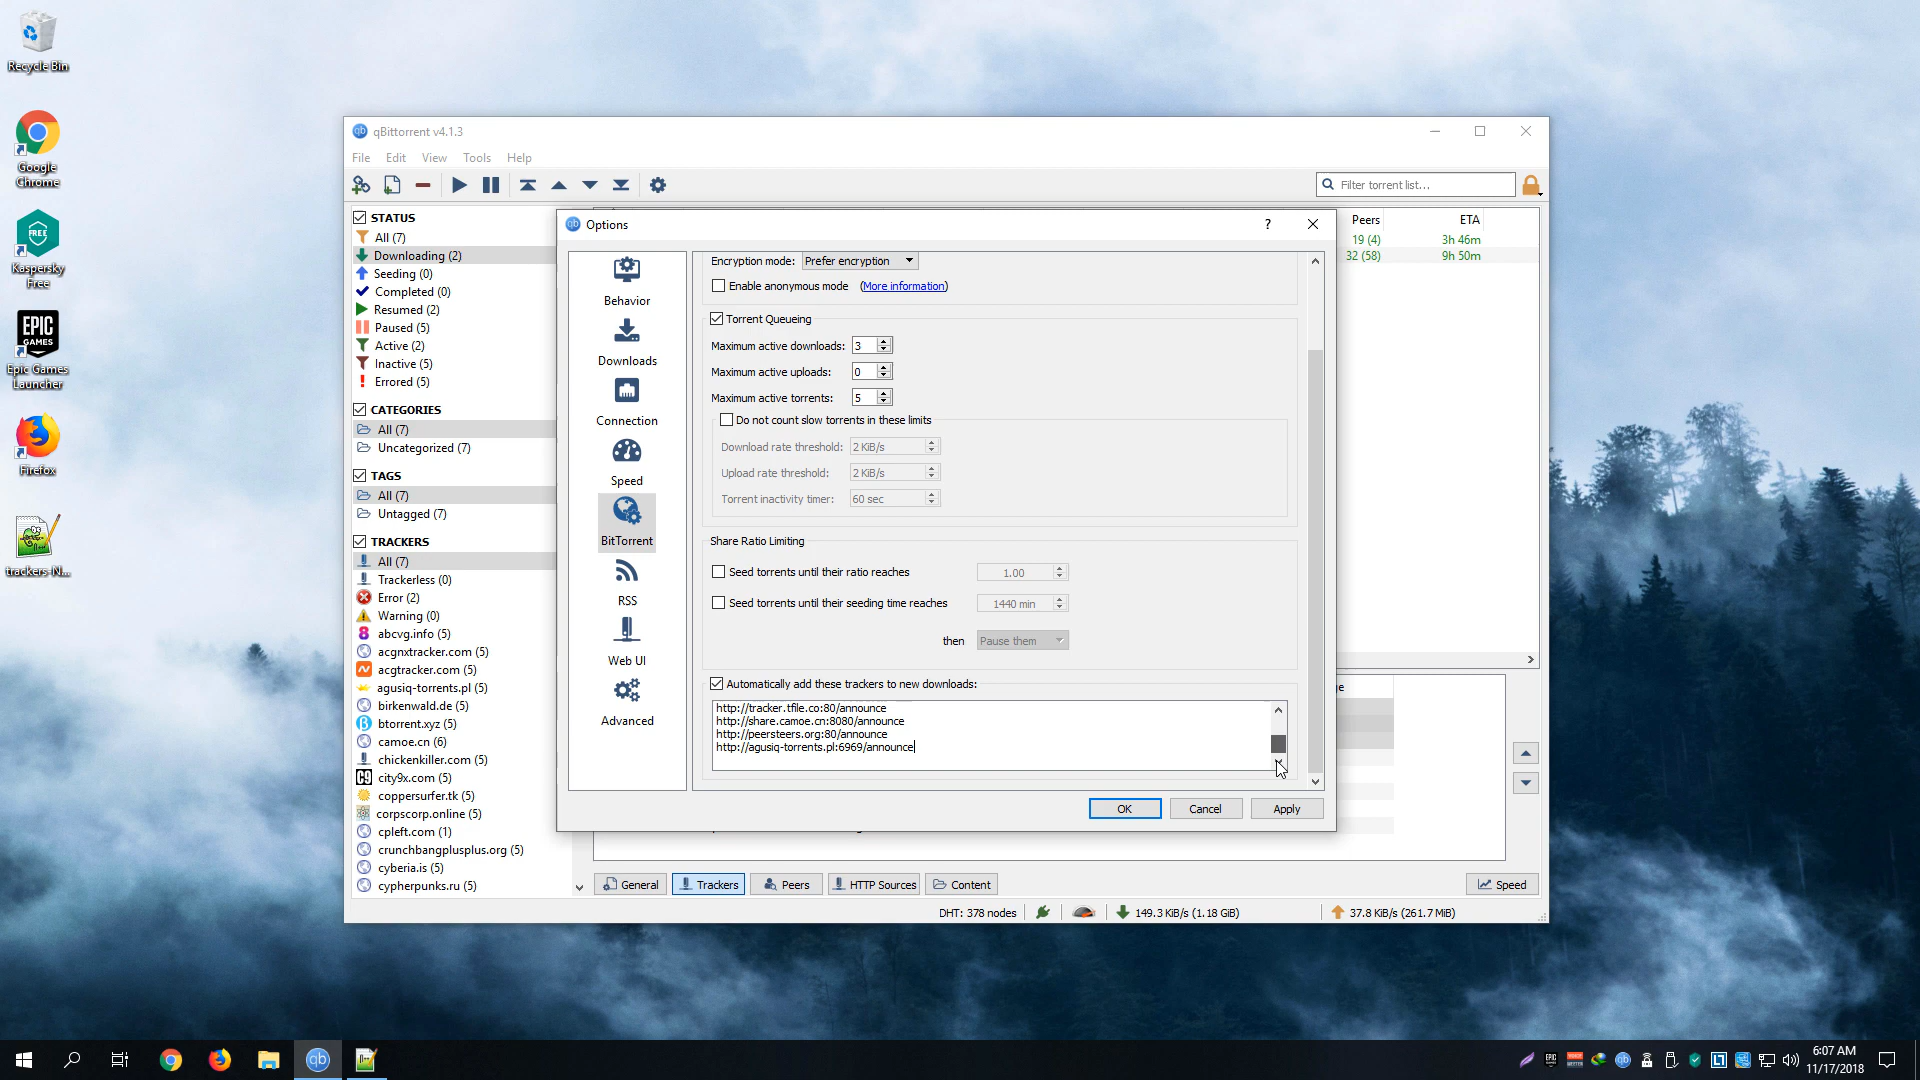 Recycle Bin
Google Chrome
Kaspersky Free
Epic Games Launcher
Firefox
trackers-N...
FREE
EPIC GAMES
qb qBittorrent v4.1.3
File Edit View Tools Help
Filter torrent list...
STATUS
All (7)
Downloading (2)
Seeding (0)
Completed (0)
Resumed (2)
Paused (5)
Active (2)
Inactive (5)
Errored (5)
CATEGORIES
All (7)
Uncategorized (7)
TAGS
All (7)
Untagged (7)
TRACKERS
All (7)
Trackerless (0)
Error (2)
Warning (0)
abcvg.info (5)
acgnxtracker.com (5)
acgtracker.com (5)
agusiq-torrents.pl (5)
birkenwald.de (5)
btorrent.xyz (5)
camoe.cn (6)
chickenkiller.com (5)
city9x.com (5)
coppersurfer.tk (5)
corpscorp.online (5)
cpleft.com (1)
crunchbangplusplus.org (5)
cyberia.is (5)
cypherpunks.ru (5)
Peers ETA
19 (4) 3h 46m
32 (58) 9h 50m
qb Options ?
Behavior
Downloads
Connection
Speed
BitTorrent
RSS
Web UI
Advanced
Encryption mode: Prefer encryption
Enable anonymous mode (More information)
Torrent Queueing
Maximum active downloads: 3
Maximum active uploads: 0
Maximum active torrents: 5
Do not count slow torrents in these limits
Download rate threshold: 2 KiB/s
Upload rate threshold: 2 KiB/s
Torrent inactivity timer: 60 sec
Share Ratio Limiting
Seed torrents until their ratio reaches 1.00
Seed torrents until their seeding time reaches 1440 min
then Pause them
Automatically add these trackers to new downloads:
http://tracker.tfile.co:80/announce
http://share.camoe.cn:8080/announce
http://peersteers.org:80/announce
http://agusiq-torrents.pl:6969/announce
OK Cancel Apply
General Trackers Peers HTTP Sources Content Speed
DHT: 378 nodes 149.3 KiB/s (1.18 GiB) 37.8 KiB/s (261.7 MiB)
6:07 AM
11/17/2018